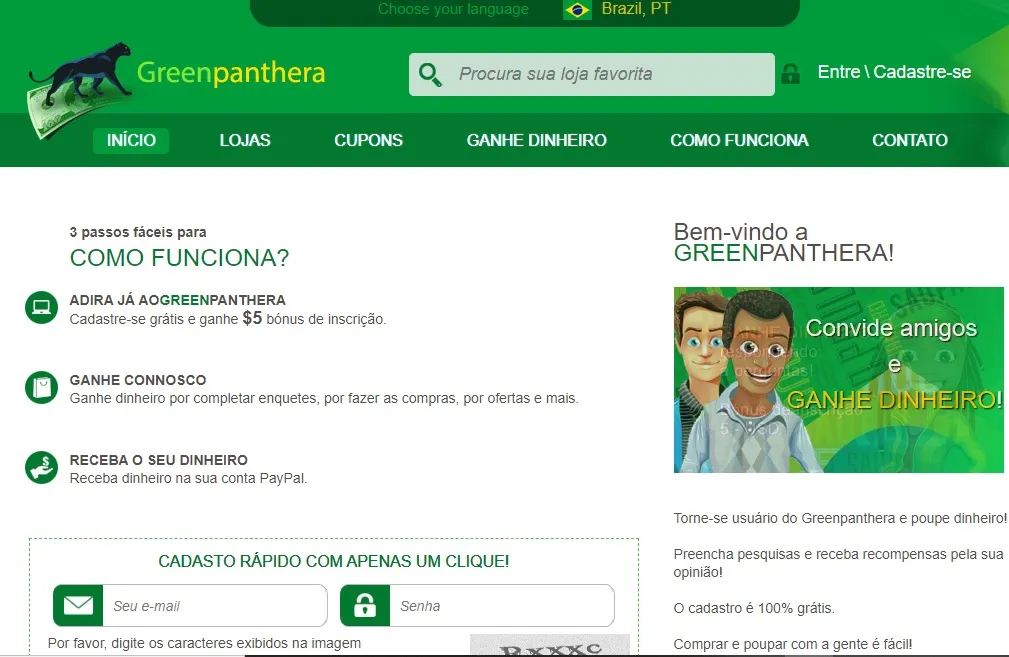 Choose your language Brazil, PT
Greenpanthera
Procura sua loja favorita
Entre \ Cadastre-se
INÍCIO LOJAS CUPONS GANHE DINHEIRO COMO FUNCIONA CONTATO
3 passos fáceis para
COMO FUNCIONA?
ADIRA JÁ AOGREENPANTHERA
Cadastre-se grátis e ganhe $5 bónus de inscrição.
GANHE CONNOSCO
Ganhe dinheiro por completar enquetes, por fazer as compras, por ofertas e mais.
RECEBA O SEU DINHEIRO
Receba dinheiro na sua conta PayPal.
CADASTO RÁPIDO COM APENAS UM CLIQUE!
Seu e-mail
Senha
Por favor, digite os caracteres exibidos na imagem
Bem-vindo a
GREENPANTHERA!
Convide amigos
e
GANHE DINHEIRO!
Torne-se usuário do Greenpanthera e poupe dinheiro!
Preencha pesquisas e receba recompensas pela sua
opinião!
O cadastro é 100% grátis.
Comprar e poupar com a gente é fácil!